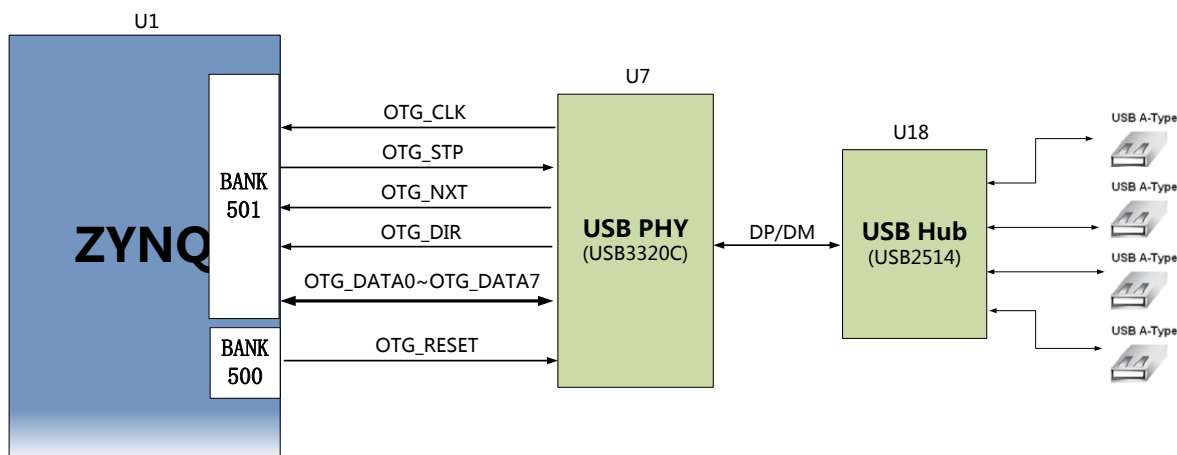 U1
ZYNQ
BANK
501
BANK
500
OTG_CLK
OTG_STP
OTG_NXT
OTG_DIR
OTG_DATA0~OTG_DATA7
OTG_RESET
U7
USB PHY
(USB3320C)
DP/DM
U18
USB Hub
(USB2514)
USB A-Type
USB A-Type
USB A-Type
USB A-Type